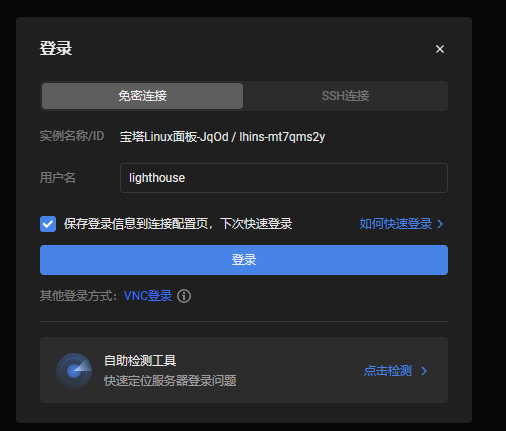 登录
免密连接 SSH连接
实例名称/ID 宝塔Linux面板-JqOd / lhins-mt7qms2y
用户名 lighthouse
保存登录信息到连接配置页，下次快速登录 如何快速登录
登录
其他登录方式：VNC登录
自助检测工具
快速定位服务器登录问题 点击检测